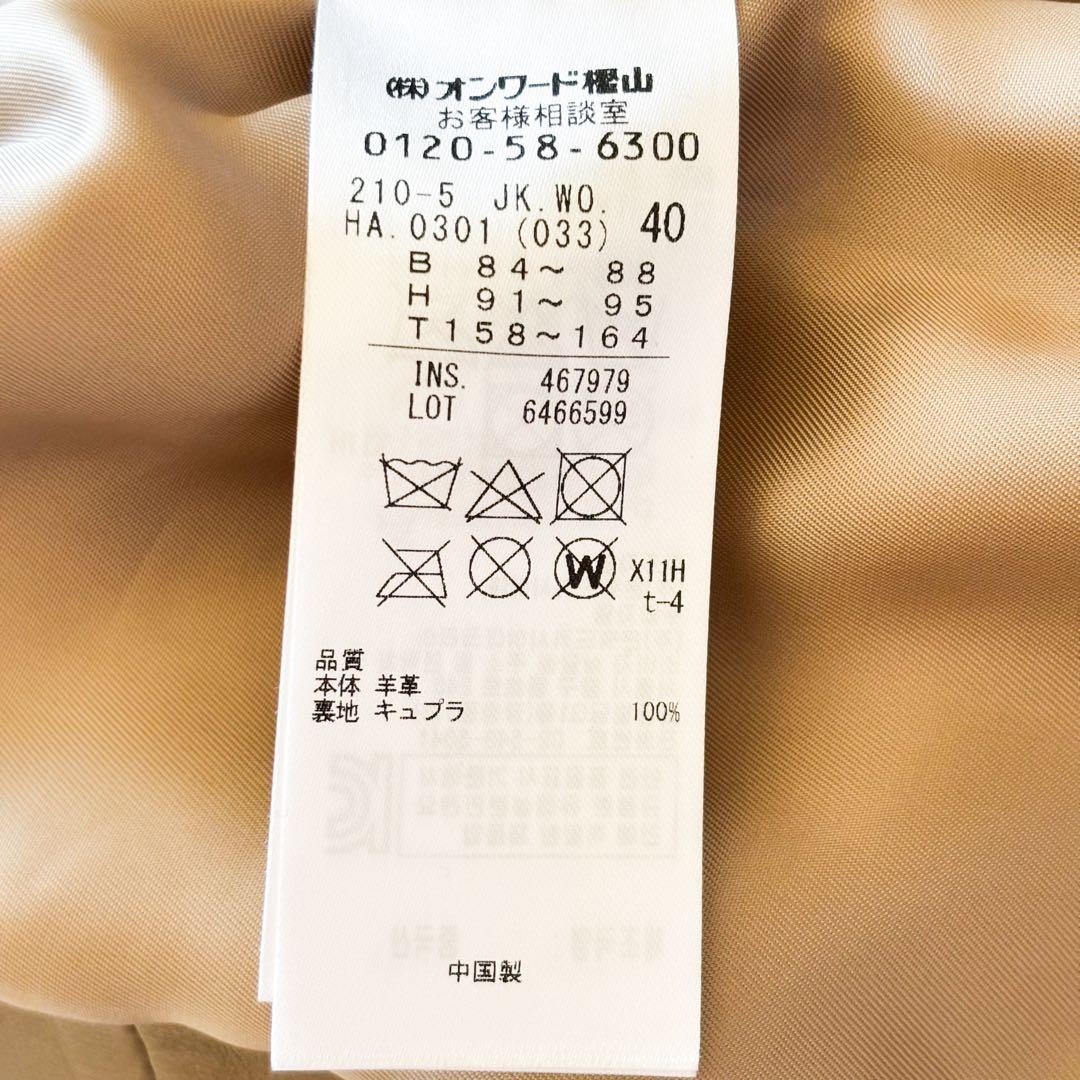 (株)オンワード樫山
お客様相談室
0120-58-6300
210-5 JK.WO.
HA.0301 (033) 40
B 84～ 88
H 91～ 95
T158～164
INS. 467979
LOT 6466599
W X11H
t-4
品質
本体 羊革
裏地 キュプラ 100%
中国製